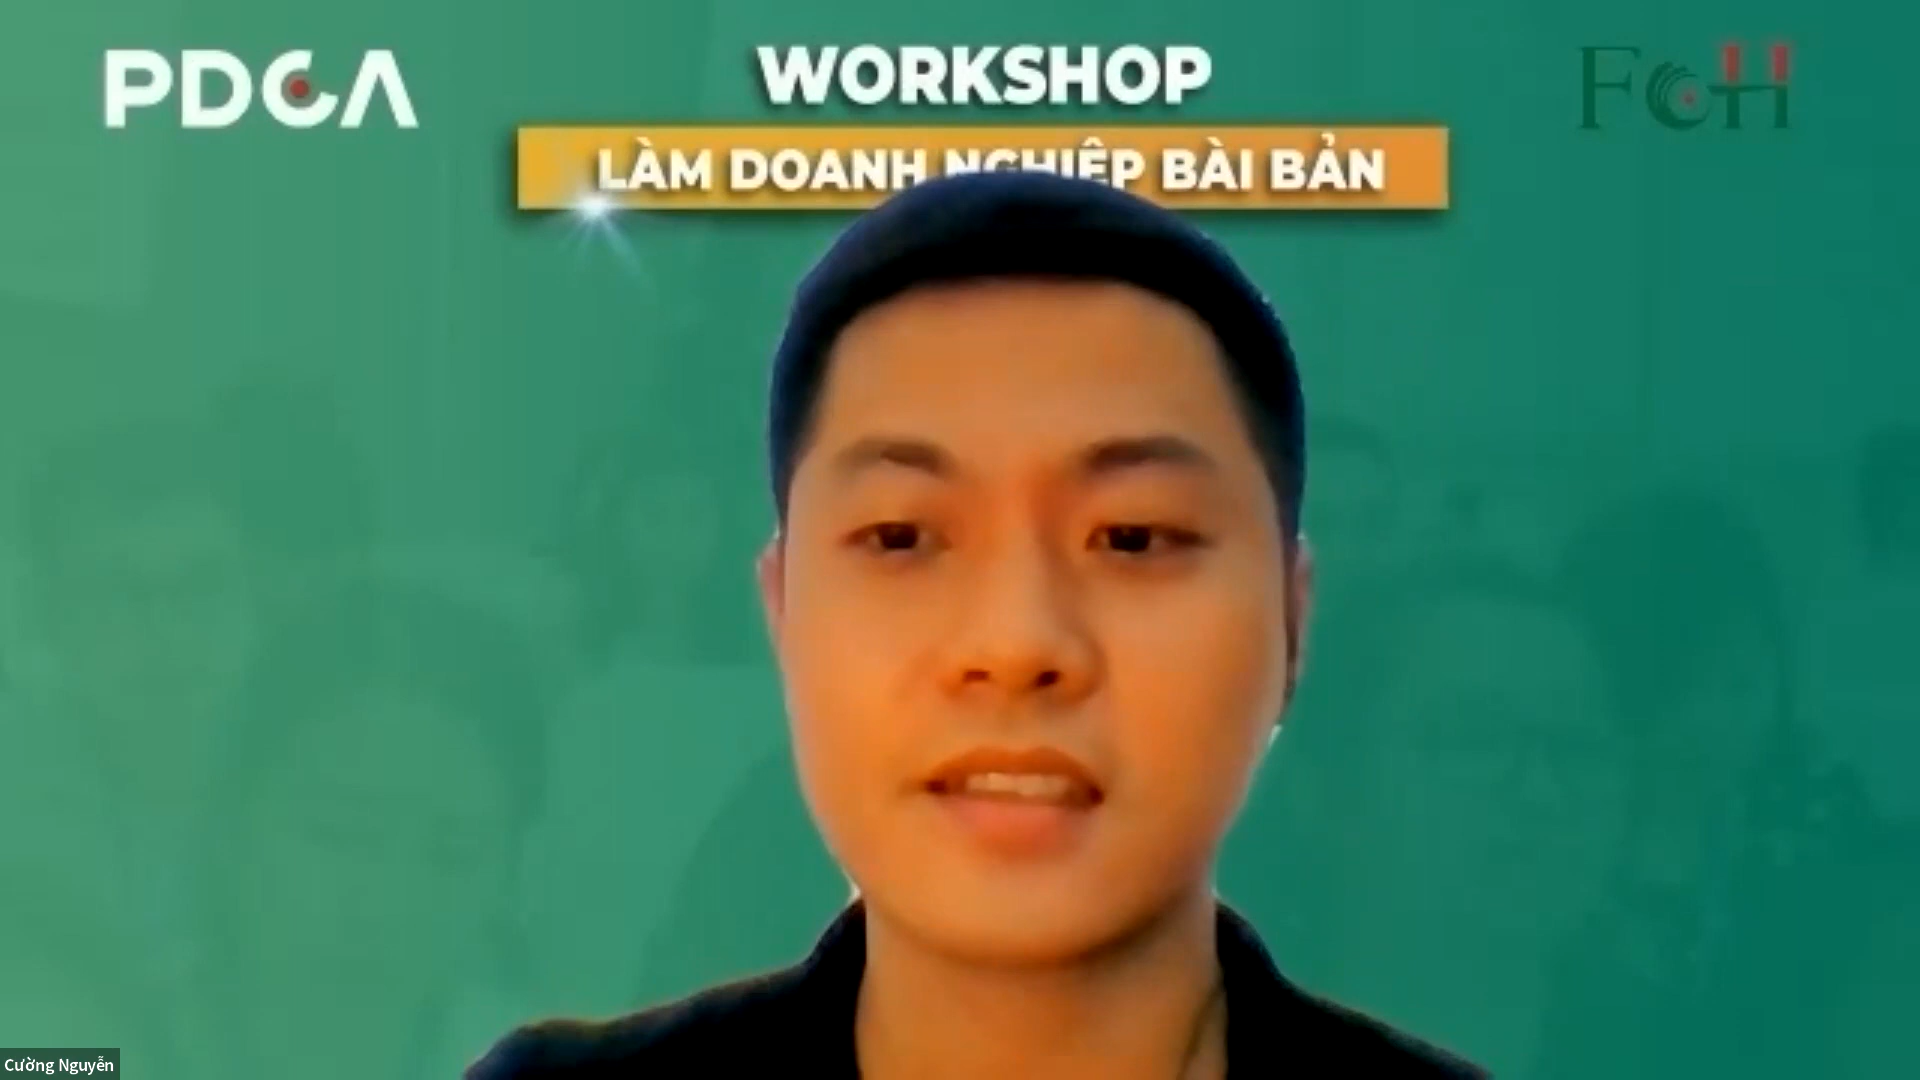 PDCA
WORKSHOP
FCH
LÀM DOANH NGHIỆP BÀI BẢN
Cường Nguyễn